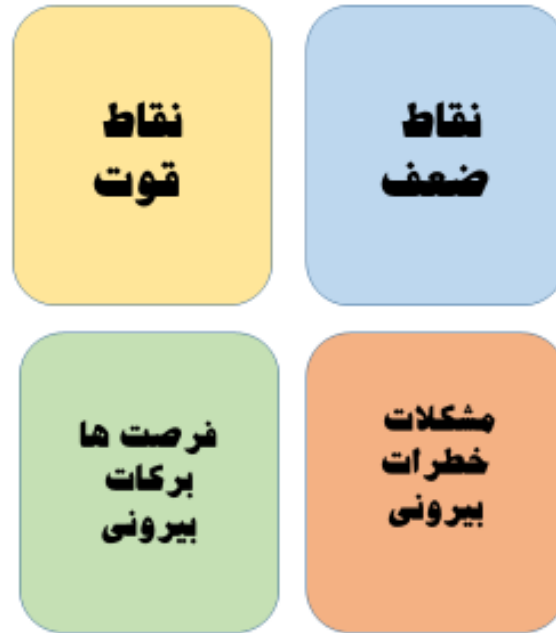 نقاط
ضعف
نقاط
قوت
مشکلات
خطرات
بیرونی
فرصت ها
برکات
بیرونی